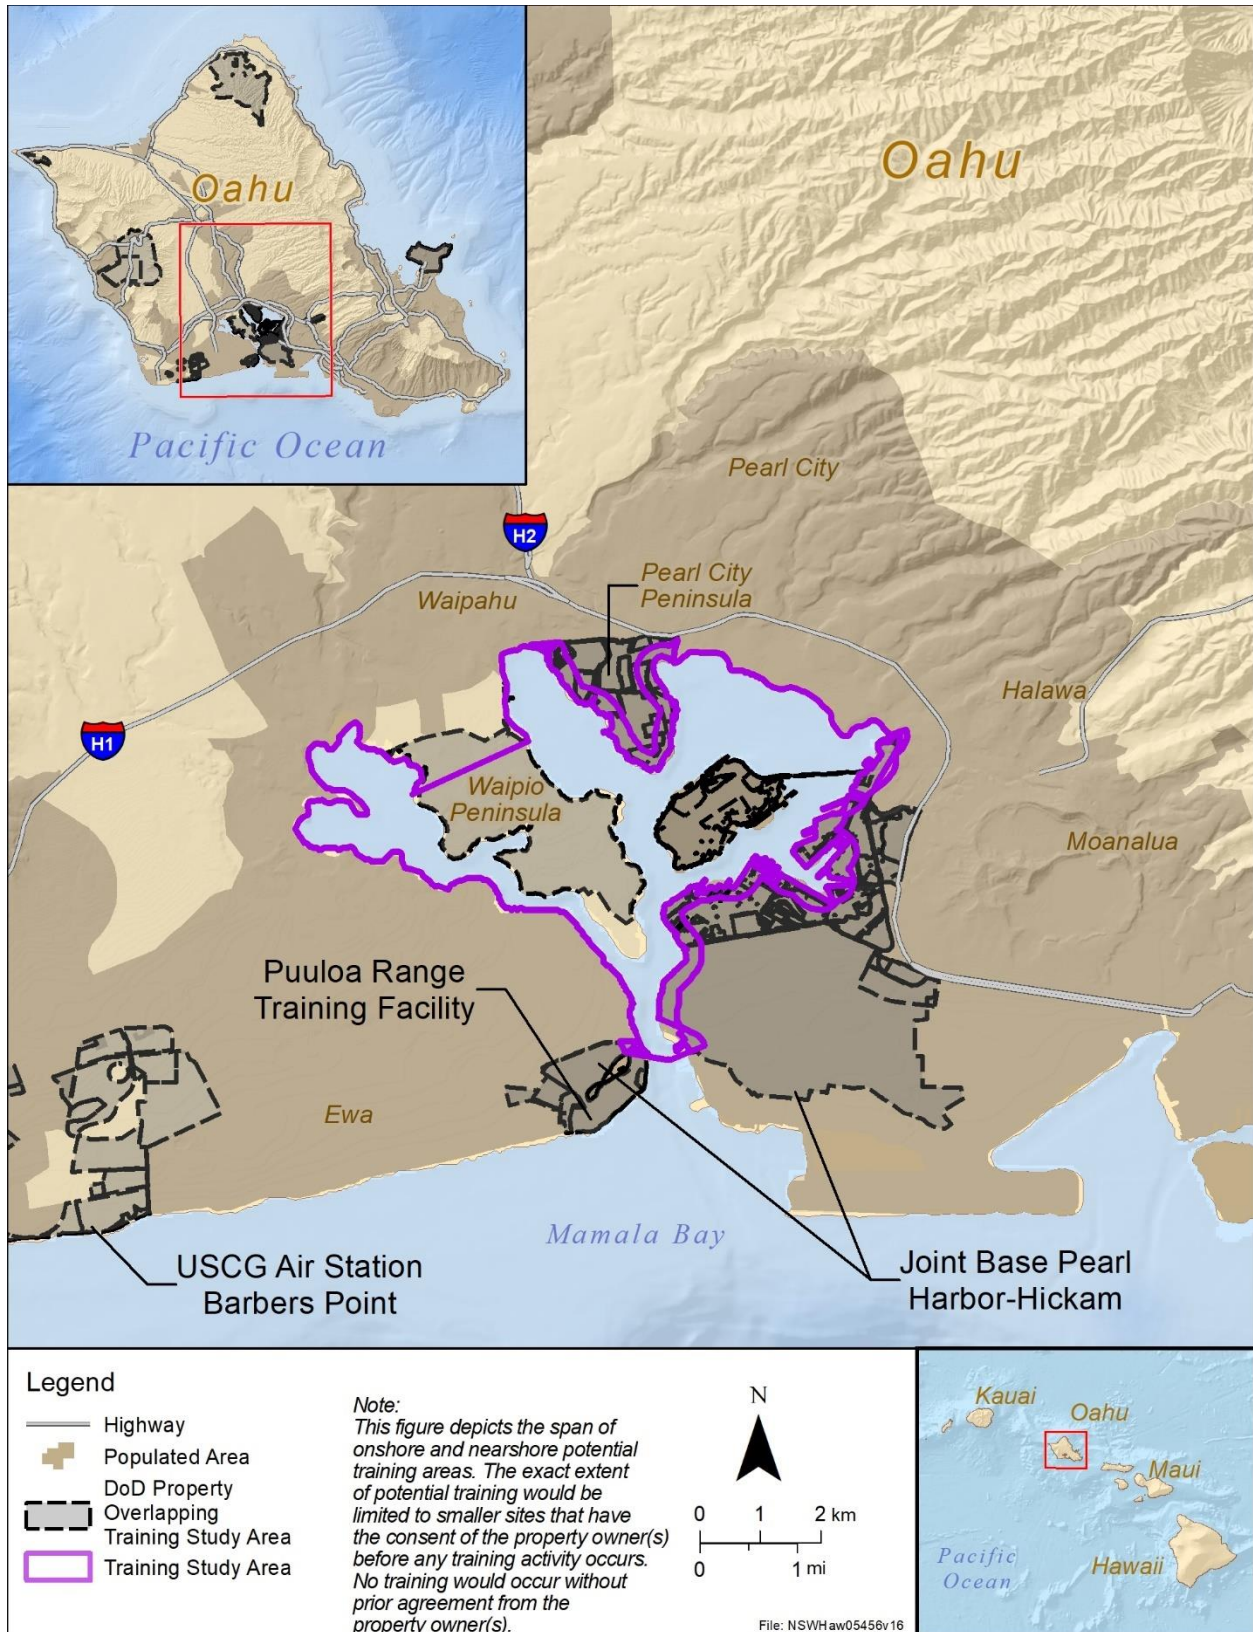 Oahu
Pacific Ocean
Oahu
Pearl City
H2
Pearl City
Peninsula
Waipahu
Halawa
H1
Waipio
Peninsula
Moanalua
Puuloa Range
Training Facility
Ewa
Mamala Bay
USCG Air Station
Barbers Point
Joint Base Pearl
Harbor-Hickam
Legend
Highway
Populated Area
DoD Property
Overlapping
Training Study Area
Training Study Area
Note:
This figure depicts the span of
onshore and nearshore potential
training areas. The exact extent
of potential training would be
limited to smaller sites that have
the consent of the property owner(s)
before any training activity occurs.
No training would occur without
prior agreement from the
property owner(s).
N
0 1 2 km
0 1 mi
File: NSWHaw05456v16
Kauai
Oahu
Maui
Hawaii
Pacific
Ocean